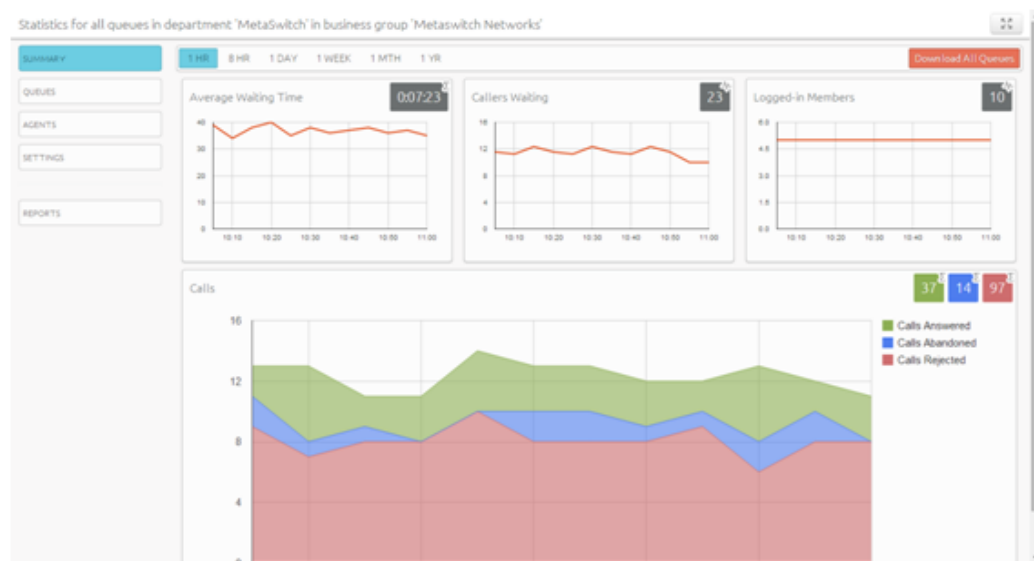 Statistics for all queues in department 'MetaSwitch' in business group 'Metaswitch Networks'
SUMMARY
QUEUES
AGENTS
SETTINGS
REPORTS
1 HR 8 HR 1 DAY 1 WEEK 1 MTH 1 YR
Download All Queues
Average Waiting Time 0:07:23
40
30
20
10
0
10:10 10:20 10:30 10:40 10:50 11:00
Callers Waiting 23
16
12
8
4
0
10:10 10:20 10:30 10:40 10:50 11:00
Logged-in Members 10
6.0
4.5
3.0
1.5
0.0
10:10 10:20 10:30 10:40 10:50 11:00
Calls
37 Σ 14 Σ 97 Σ
16
12
8
4
0
Calls Answered
Calls Abandoned
Calls Rejected